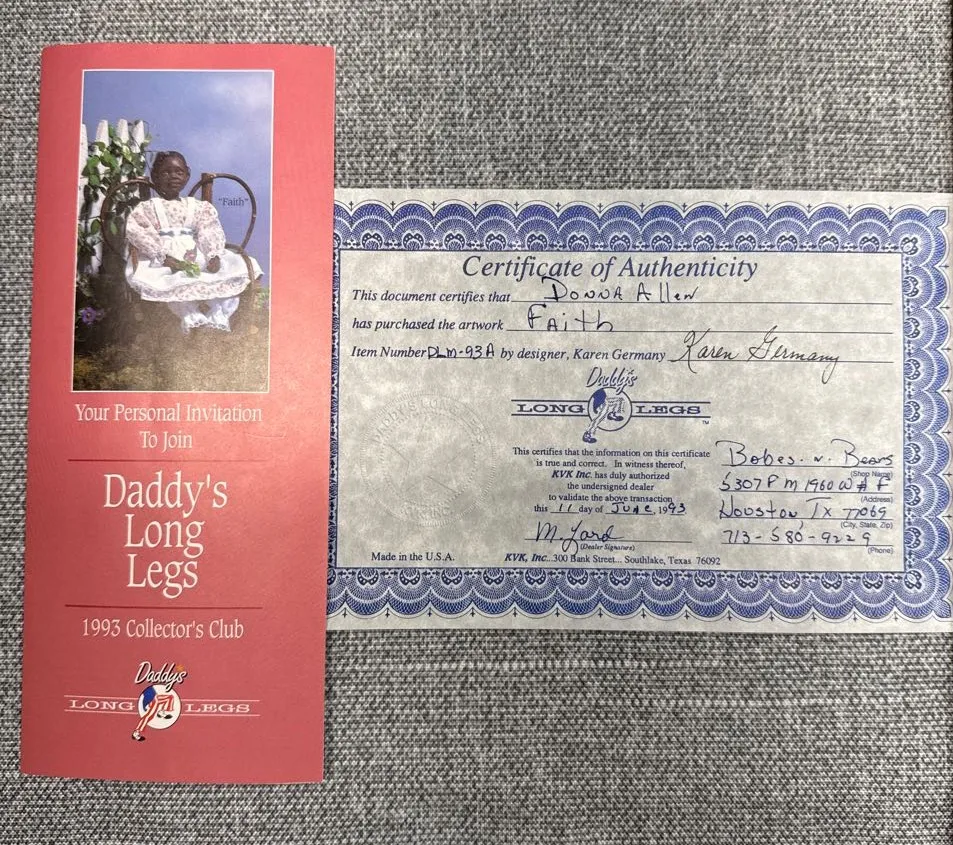 "Faith"
Your Personal Invitation
To Join
Daddy's
Long
Legs
1993 Collector's Club
Daddy's
LONG LEGS
Certificate of Authenticity
This document certifies that Donna Allen
has purchased the artwork Faith
Item Number DLM-93A by designer, Karen Germany Karen Germany
Daddy's
LONG LEGS
TM
This certifies that the information on this certificate
is true and correct. In witness thereof,
KVK Inc. has duly authorized
the undersigned dealer
to validate the above transaction
this 11 day of June, 1993
M. Lard
(Dealer Signature)
Bobes. n. Bears
(Shop Name)
5307 F M 1960 W # F
(Address)
Houston, Tx 77069
(City, State, Zip)
713-580-9229
(Phone)
Made in the U.S.A.
KVK, Inc...300 Bank Street... Southlake, Texas 76092